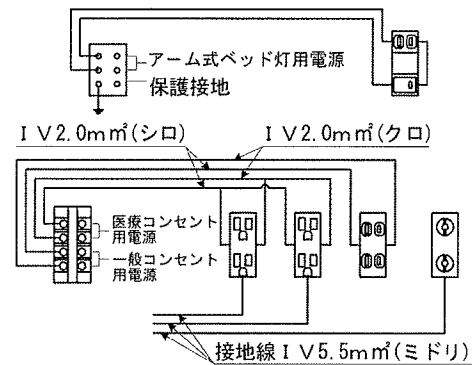 アーム式ベッド灯用電源
保護接地
ＩＶ2.0m㎡(シロ)
ＩＶ2.0m㎡(クロ)
医療コンセント
用電源
一般コンセント
用電源
接地線ＩＶ5.5m㎡(ミドリ)